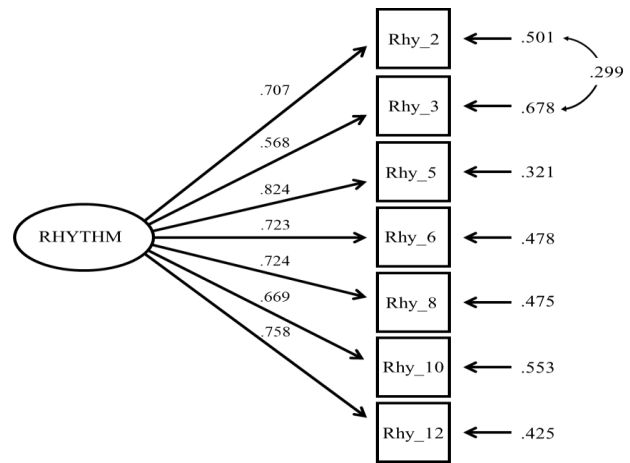 Rhy_2
.501
.299
.707
Rhy_3
.678
.568
Rhy_5
.321
.824
RHYTHM
.723
Rhy_6
.478
.724
Rhy_8
.475
.669
.758
Rhy_10
.553
Rhy_12
.425